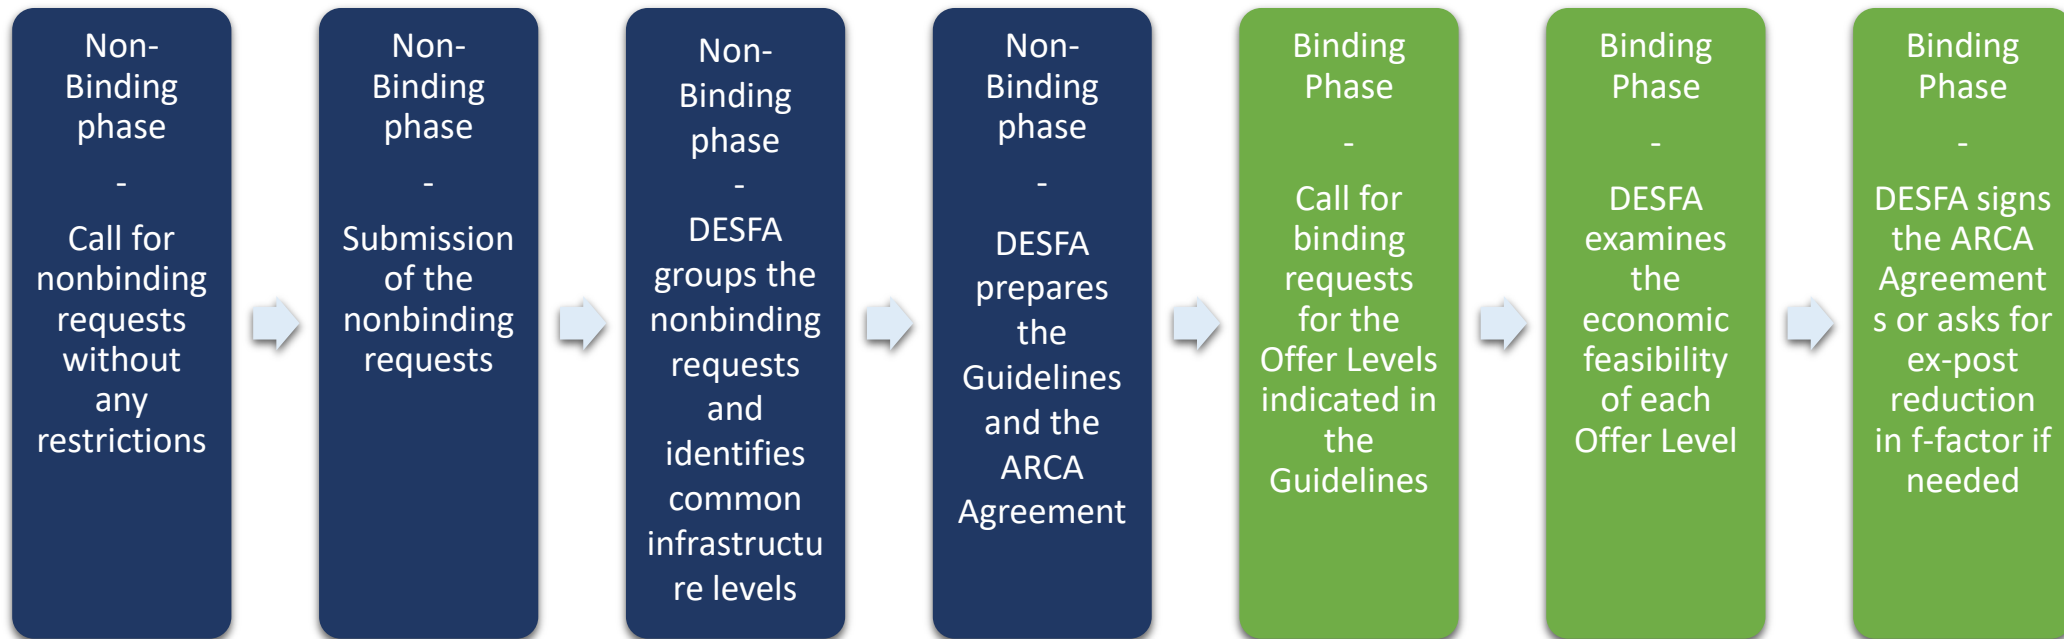 Non-
Binding
phase
-
Call for
nonbinding
requests
without
any
restrictions
Non-
Binding
phase
-
Submission
of the
nonbinding
requests
Non-
Binding
phase
-
DESFA
groups the
nonbinding
requests
and
identifies
common
infrastructu
re levels
Non-
Binding
phase
-
DESFA
prepares
the
Guidelines
and the
ARCA
Agreement
Binding
Phase
-
Call for
binding
requests
for the
Offer Levels
indicated in
the
Guidelines
Binding
Phase
-
DESFA
examines
the
economic
feasibility
of each
Offer Level
Binding
Phase
-
DESFA signs
the ARCA
Agreement
s or asks for
ex-post
reduction
in f-factor if
needed